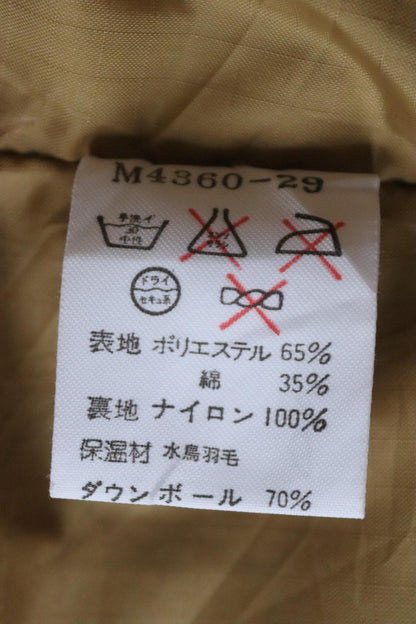 M4360-29
手洗イ
30
中性
ドライ
セキユ系
表地 ポリエステル 65%
綿 35%
裏地 ナイロン 100%
保温材 水鳥羽毛
ダウンボール 70%